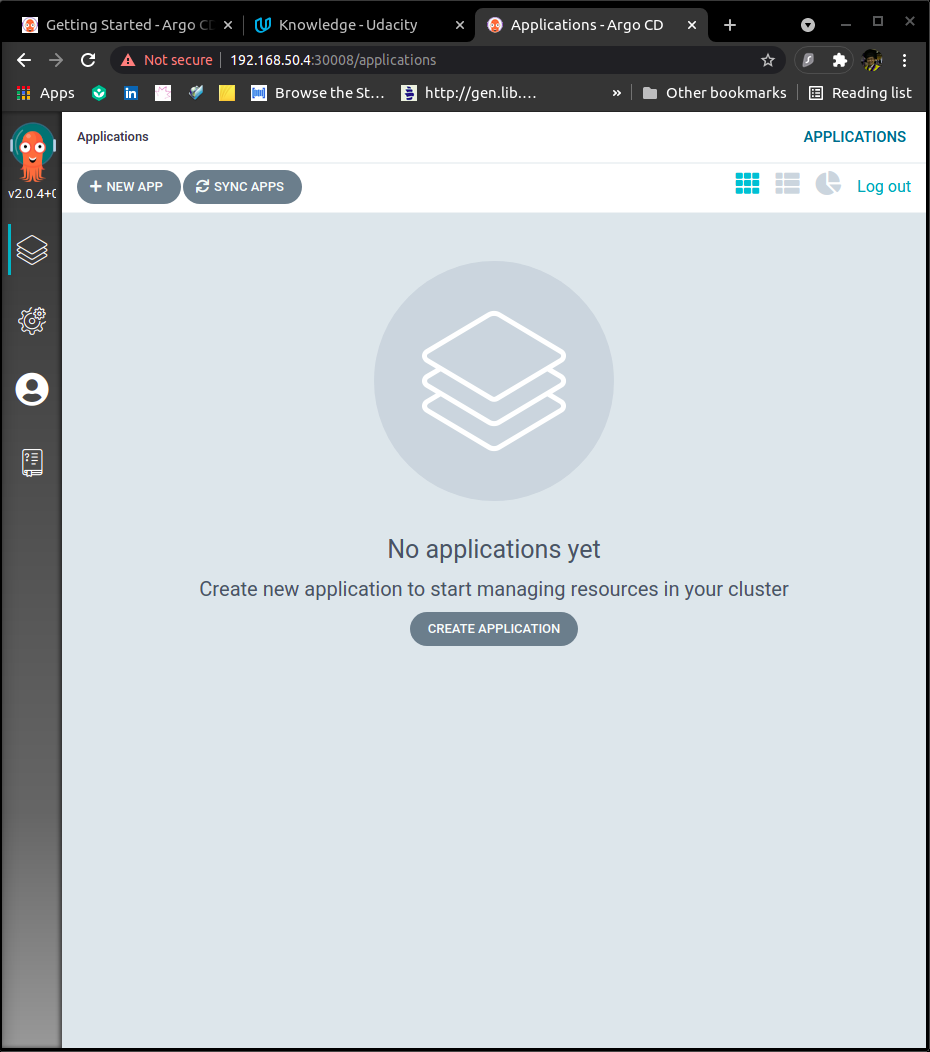 Getting Started - Argo CD
Knowledge - Udacity
Applications - Argo CD
Not secure
192.168.50.4:30008/applications
Apps
Browse the St…
http://gen.lib.…
»
Other bookmarks
Reading list
Applications
APPLICATIONS
v2.0.4+0
NEW APP
SYNC APPS
Log out
No applications yet
Create new application to start managing resources in your cluster
CREATE APPLICATION